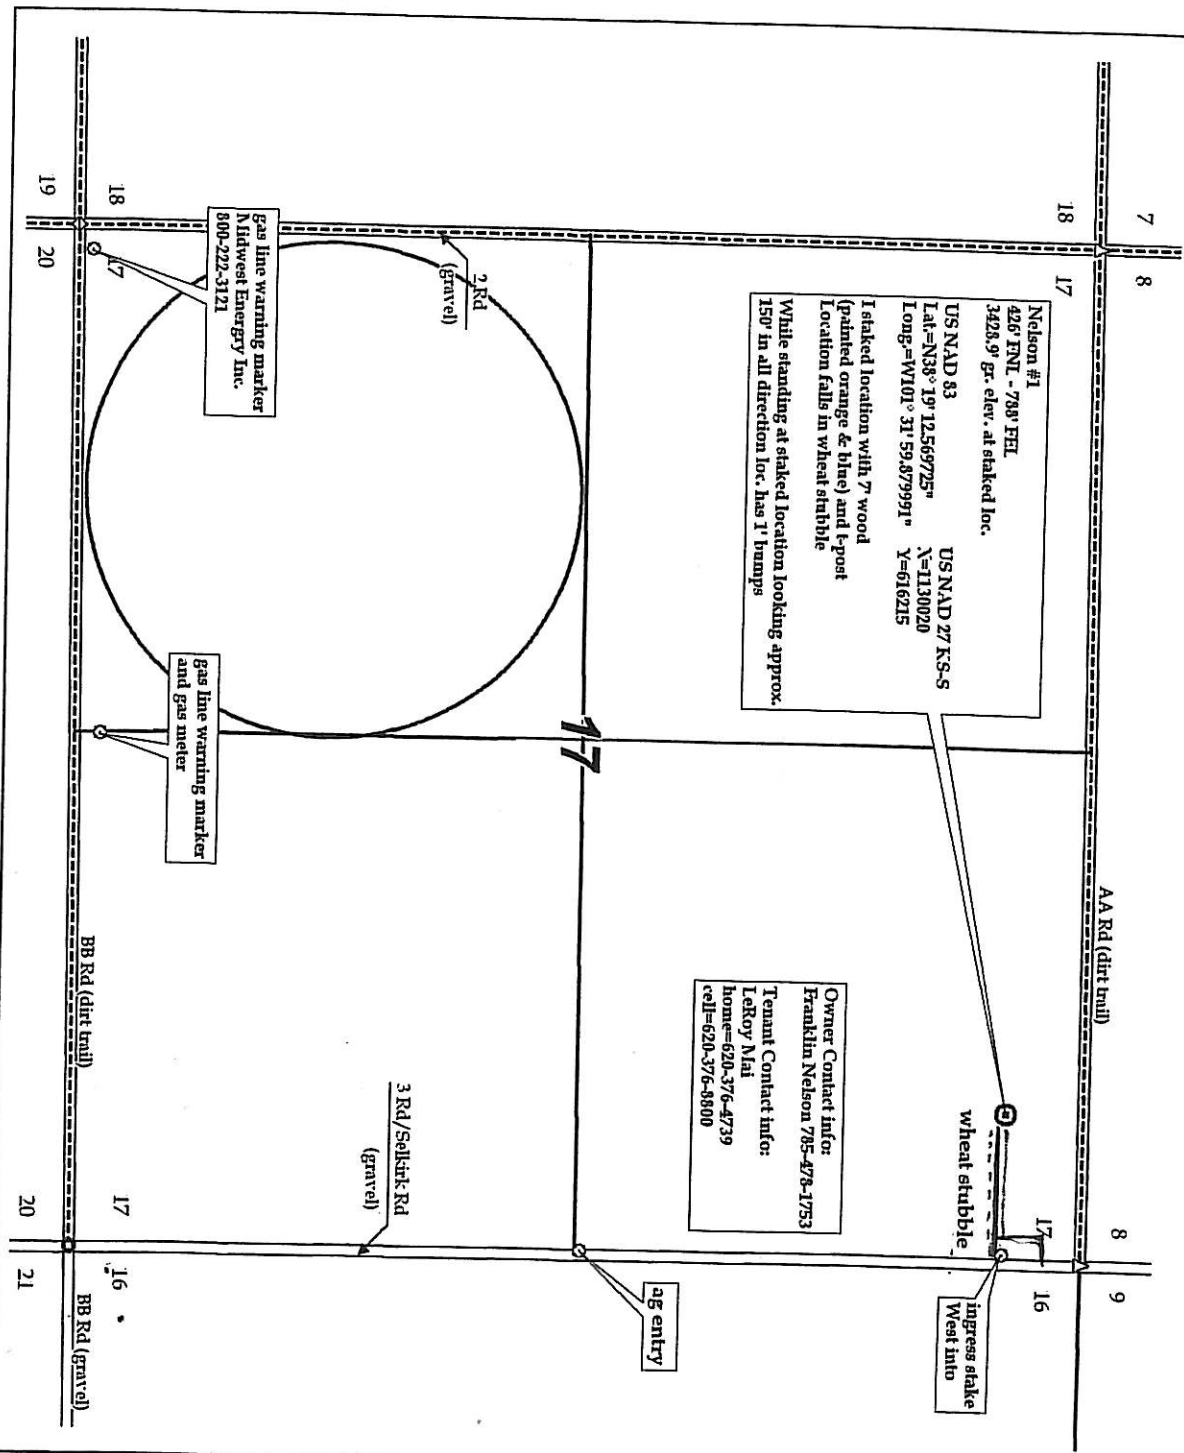 7
8
18
17
AA Rd (dirt trail)
8
9
17
16
Nelson #1
426' FNL - 788' FEL
3428.9' gr. elev. at staked loc.
US NAD 83
Lat.=N38° 19' 12.569725"
Long.=W101° 31' 59.879991"
US NAD 27 KS-S
X=1130020
Y=616215
I staked location with 7' wood
(painted orange & blue) and t-post
Location falls in wheat stubble
While standing at staked location looking approx.
150' in all direction loc. has 1' bumps
wheat stubble
ingress stake
West into
Owner Contact info:
Franklin Nelson 785-478-1753
Tenant Contact info:
LeRoy Mai
home=620-376-4739
cell=620-376-8800
ag entry
17
2 Rd
(gravel)
3 Rd/Selkirk Rd
(gravel)
gas line warning marker
Midwest Energry Inc.
800-222-3121
gas line warning marker
and gas meter
18
17
19
20
BB Rd (dirt trail)
17
16
20
21
BB Rd (gravel)